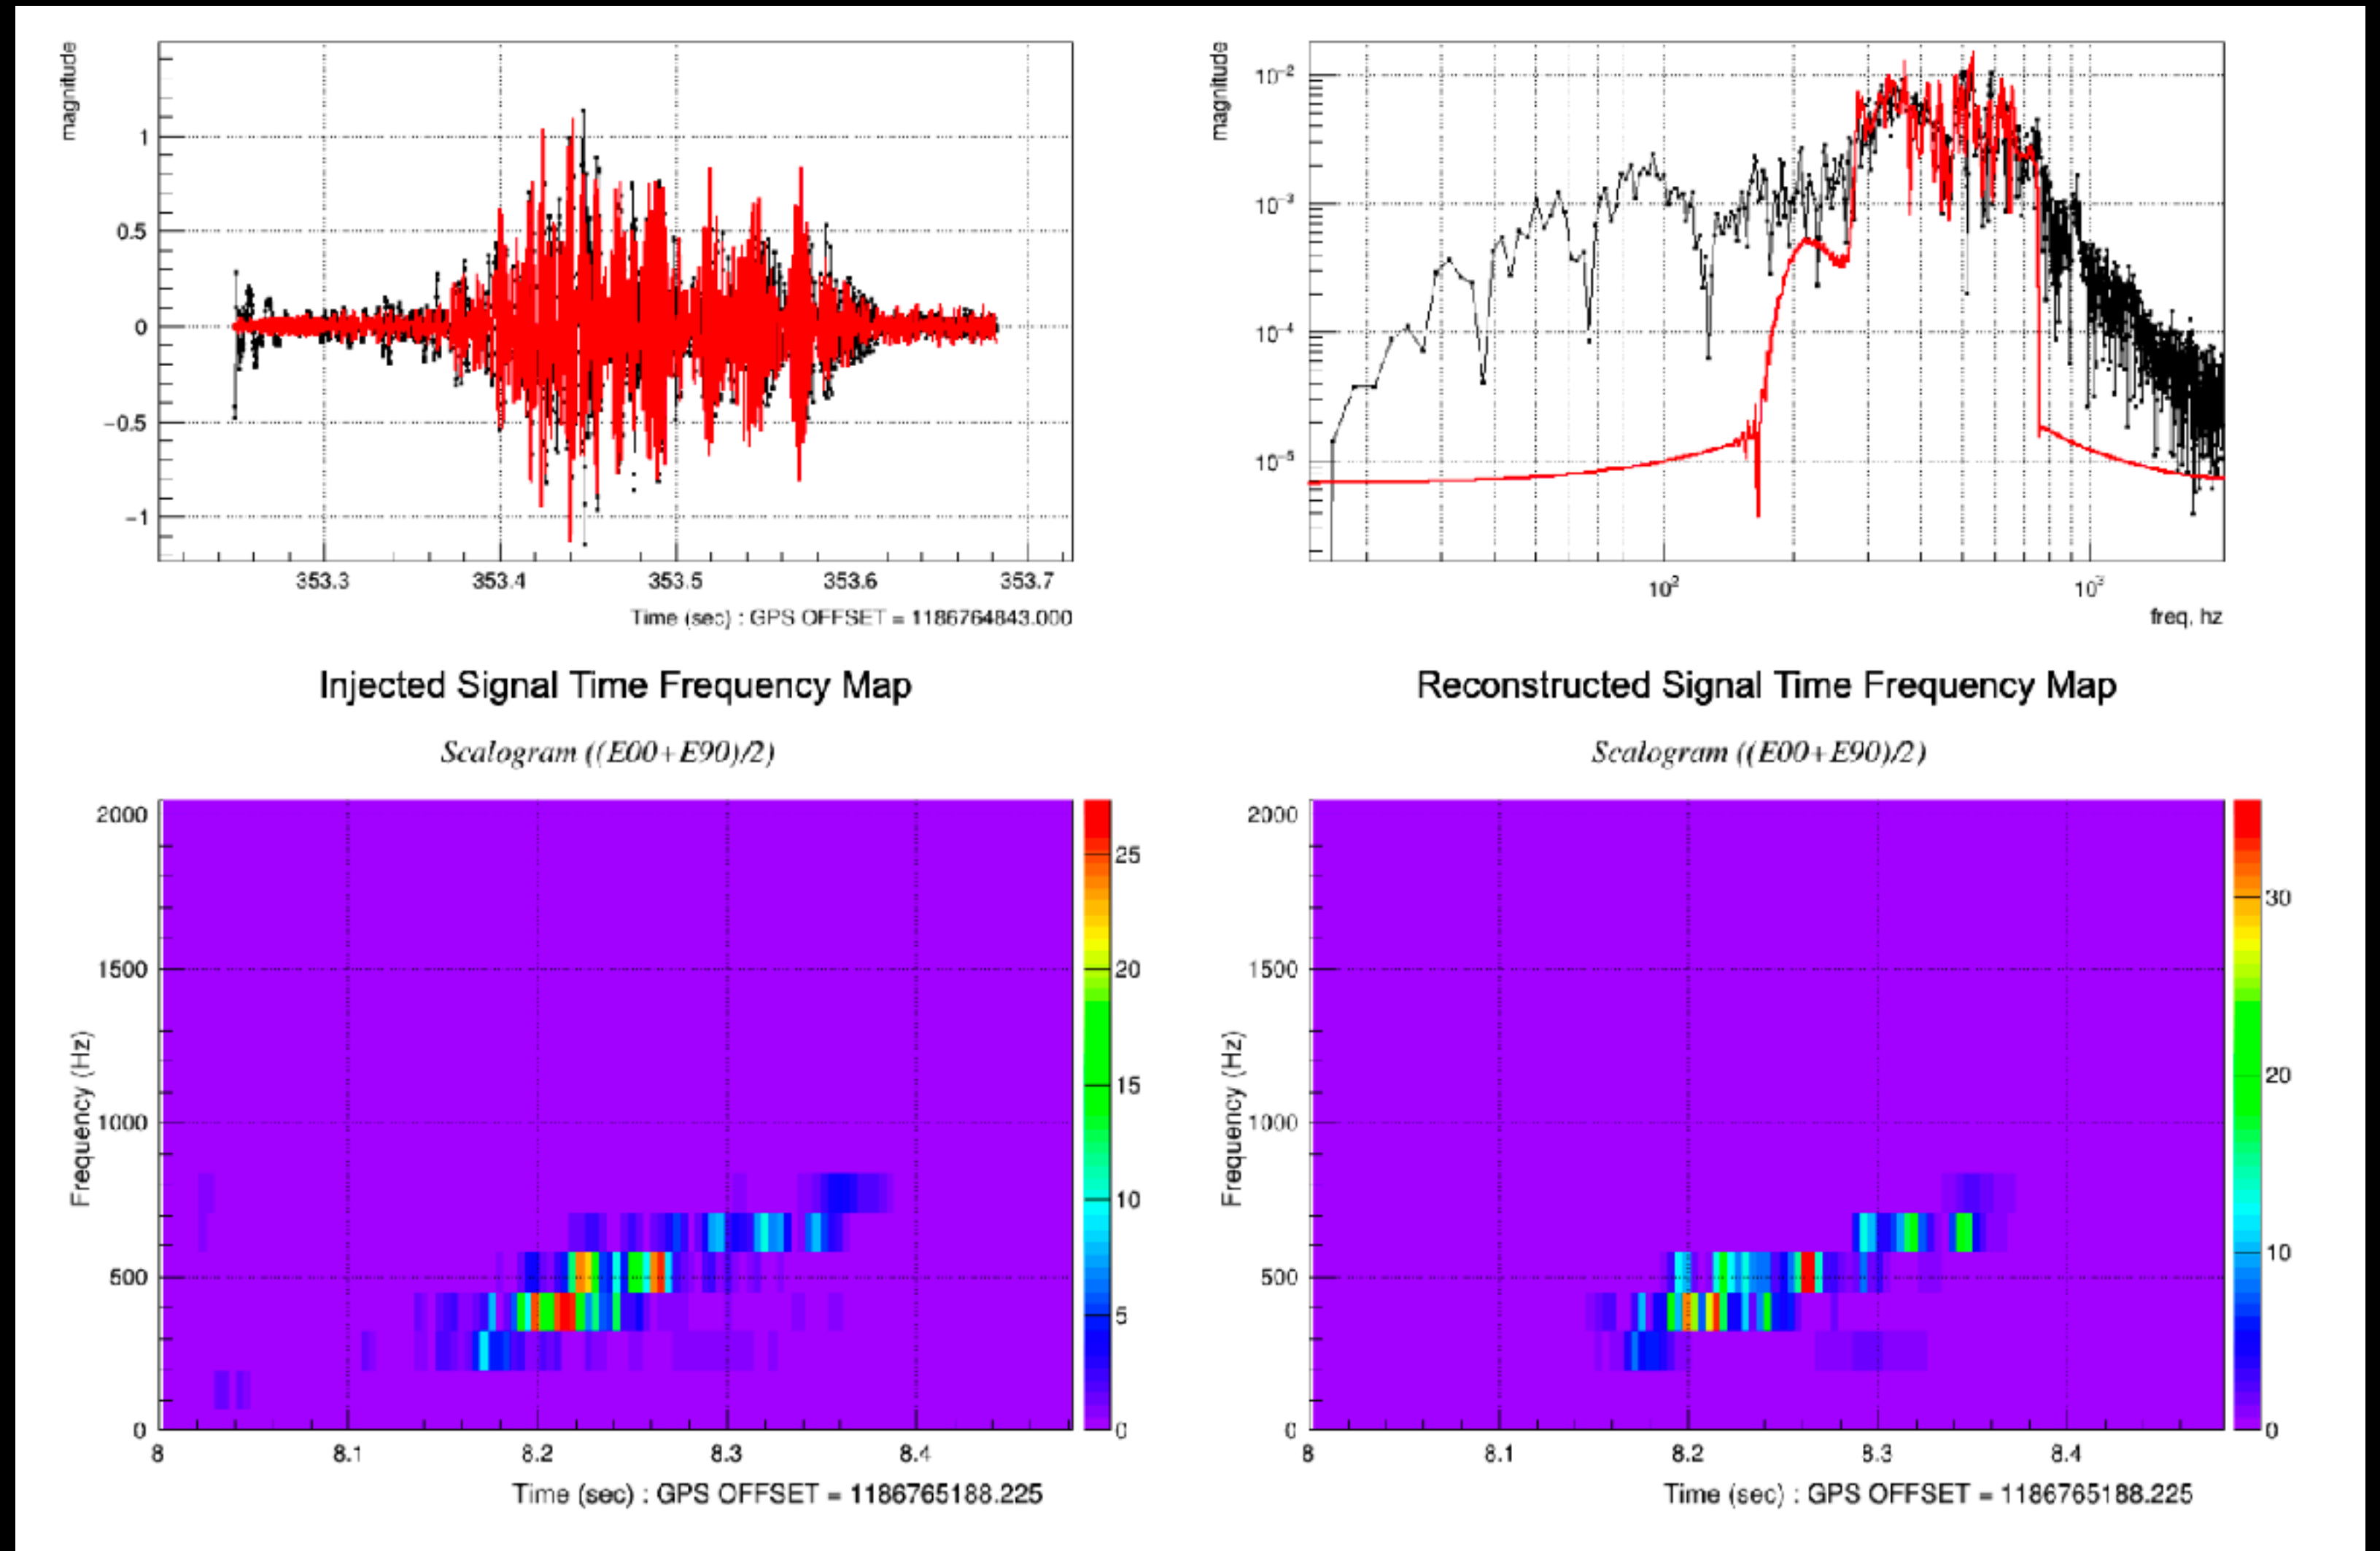 magnitude
1
0.5
0
−0.5
−1
353.3 353.4 353.5 353.6 353.7
Time (sec) : GPS OFFSET = 1186764843.000
magnitude
10⁻²
10⁻³
10⁻⁴
10⁻⁵
10² 10³
freq, hz
Injected Signal Time Frequency Map
Scalogram ((E00+E90)/2)
Frequency (Hz)
2000
1500
1000
500
0
8 8.1 8.2 8.3 8.4
Time (sec) : GPS OFFSET = 1186765188.225
25
20
15
10
5
0
Reconstructed Signal Time Frequency Map
Scalogram ((E00+E90)/2)
Frequency (Hz)
2000
1500
1000
500
0
8 8.1 8.2 8.3 8.4
Time (sec) : GPS OFFSET = 1186765188.225
30
20
10
0